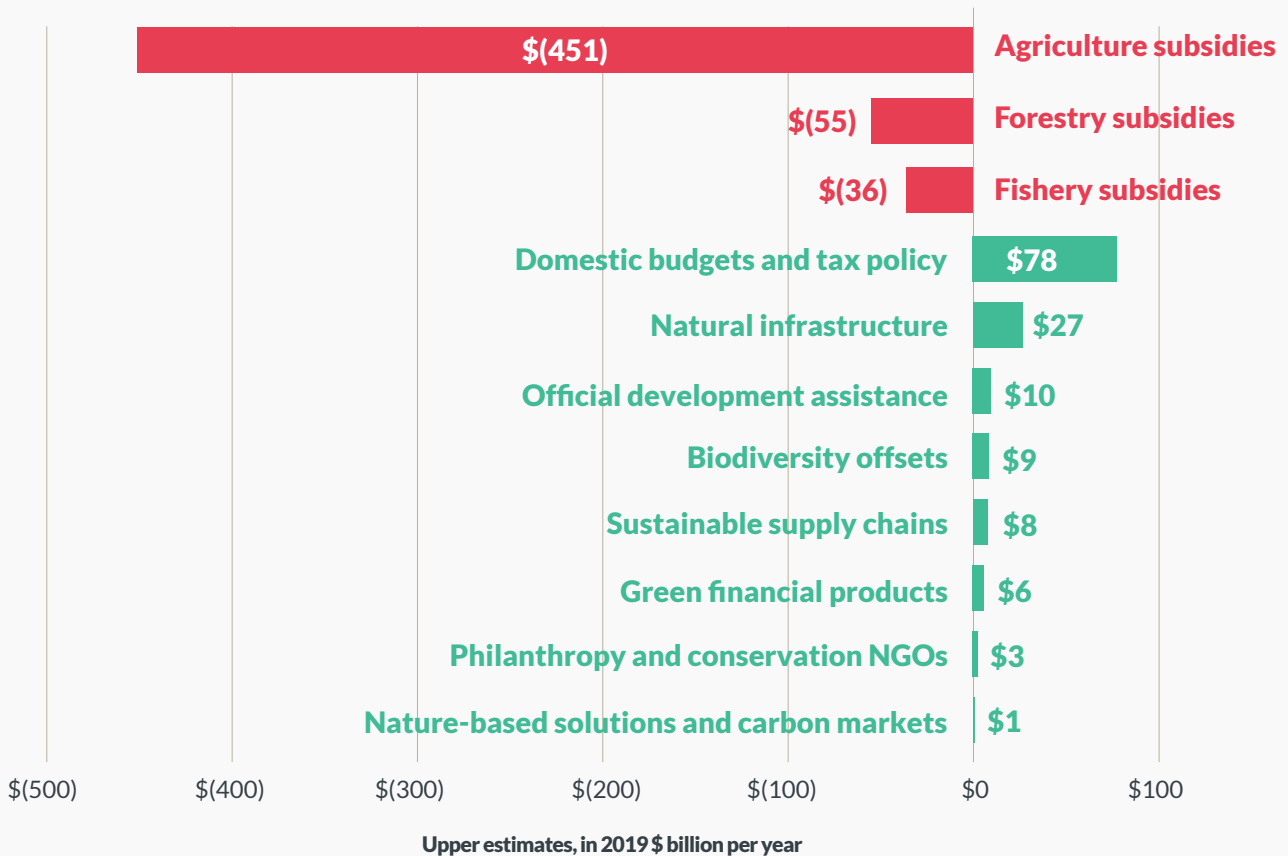 $(451) Agriculture subsidies
$(55) Forestry subsidies
$(36) Fishery subsidies
Domestic budgets and tax policy $78
Natural infrastructure $27
Official development assistance $10
Biodiversity offsets $9
Sustainable supply chains $8
Green financial products $6
Philanthropy and conservation NGOs $3
Nature-based solutions and carbon markets $1
$(500) $(400) $(300) $(200) $(100) $0 $100
Upper estimates, in 2019 $ billion per year